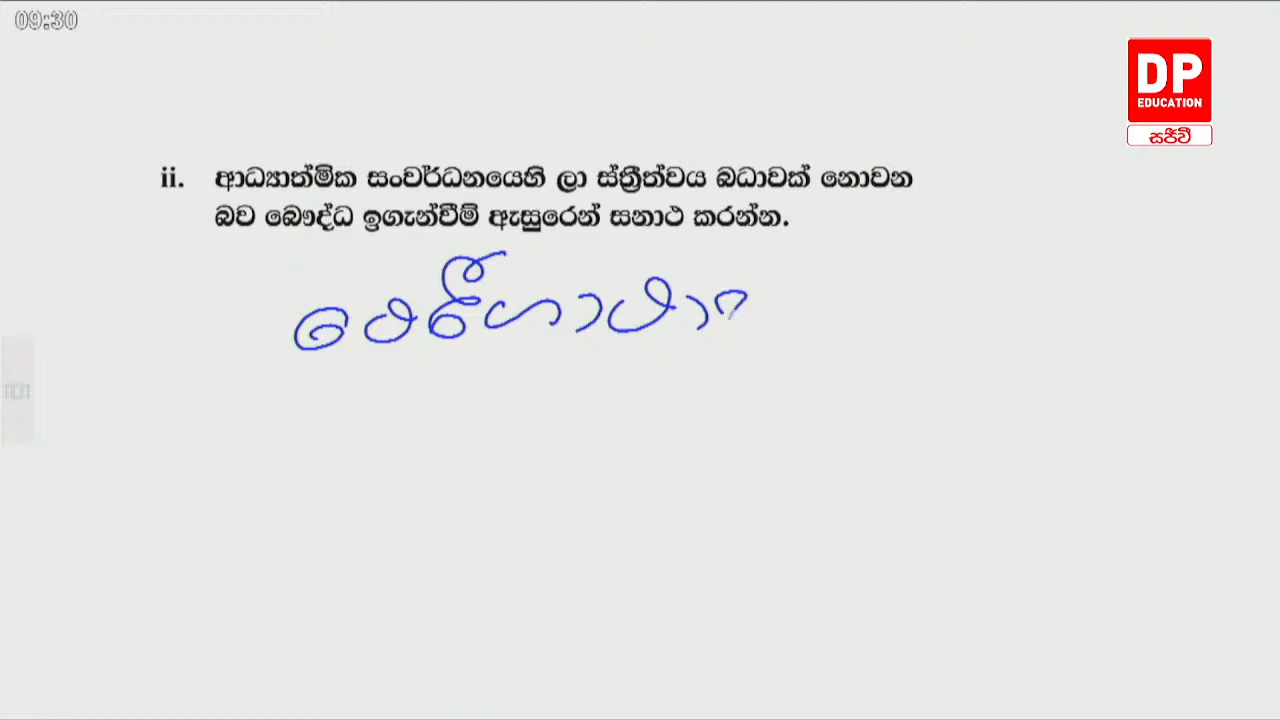 09:30
DP
EDUCATION
සජීවී
ii. ආධ්‍යාත්මික සංවර්ධනයෙහි ලා ස්ත්‍රීත්වය බධාවක් නොවන
බව බෞද්ධ ඉගැන්වීම් ඇසුරෙන් සනාථ කරන්න.
ථෙරීගාථා